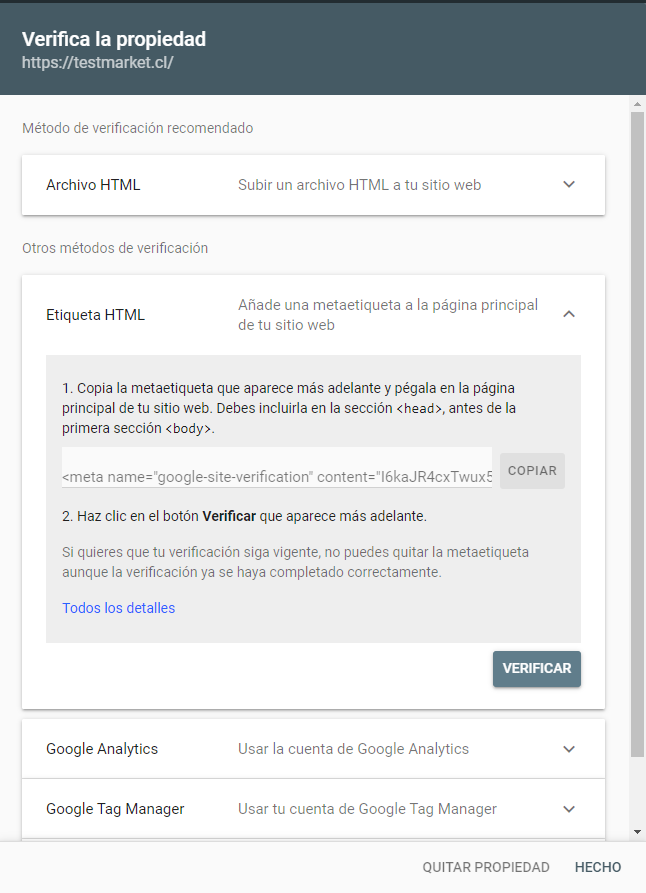 Verifica la propiedad
https://testmarket.cl/
Método de verificación recomendado
Archivo HTML
Subir un archivo HTML a tu sitio web
Otros métodos de verificación
Etiqueta HTML
Añade una metaetiqueta a la página principal
de tu sitio web
1. Copia la metaetiqueta que aparece más adelante y pégala en la página
principal de tu sitio web. Debes incluirla en la sección <head>, antes de la
primera sección <body>.
<meta name="google-site-verification" content="I6kaJR4cxTwux5
COPIAR
2. Haz clic en el botón Verificar que aparece más adelante.
Si quieres que tu verificación siga vigente, no puedes quitar la metaetiqueta
aunque la verificación ya se haya completado correctamente.
Todos los detalles
VERIFICAR
Google Analytics
Usar la cuenta de Google Analytics
Google Tag Manager
Usar tu cuenta de Google Tag Manager
QUITAR PROPIEDAD
HECHO